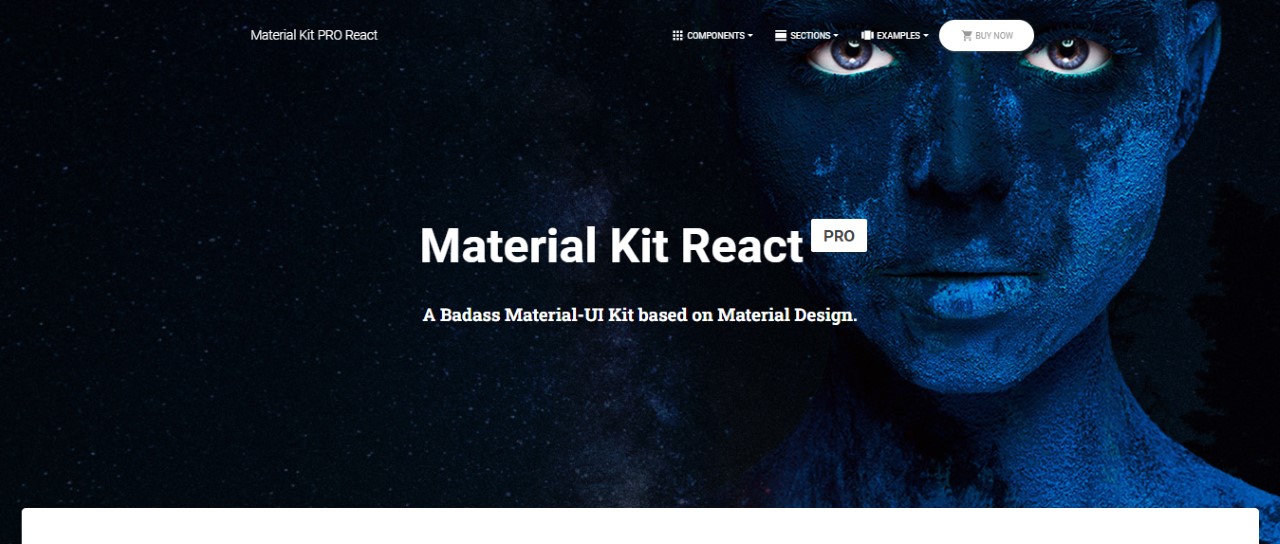 Material Kit PRO React
COMPONENTS
SECTIONS
EXAMPLES
BUY NOW
Material Kit React PRO
A Badass Material-UI Kit based on Material Design.